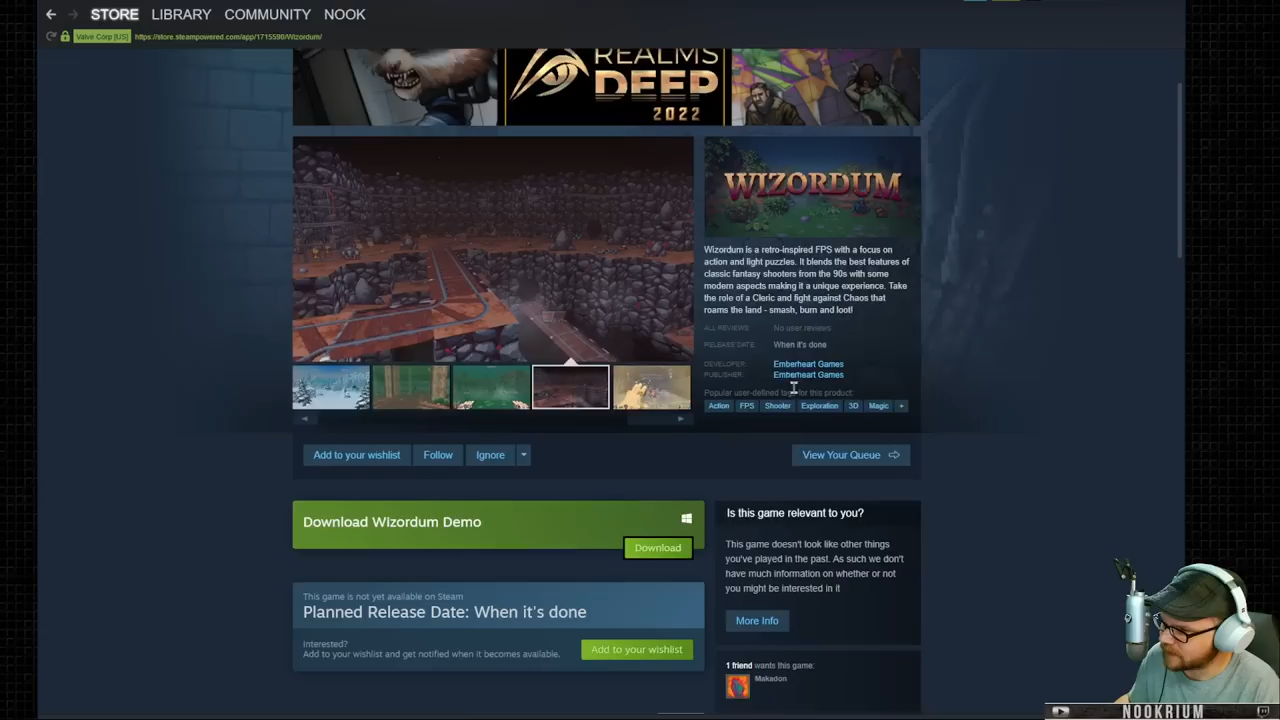 STORE LIBRARY COMMUNITY NOOK
Valve Corp [US] https://store.steampowered.com/app/1715590/Wizordum/
REALMS
DEEP
2022
WIZORDUM
Wizordum is a retro-inspired FPS with a focus on
action and light puzzles. It blends the best features of
classic fantasy shooters from the 90s with some
modern aspects making it a unique experience. Take
the role of a Cleric and fight against Chaos that
roams the land - smash, burn and loot!
ALL REVIEWS: No user reviews
RELEASE DATE: When it's done
DEVELOPER: Emberheart Games
PUBLISHER: Emberheart Games
Popular user-defined tags for this product:
Action FPS Shooter Exploration 3D Magic +
Add to your wishlist Follow Ignore View Your Queue
Download Wizordum Demo
Download
This game is not yet available on Steam
Planned Release Date: When it's done
Interested?
Add to your wishlist and get notified when it becomes available.
Add to your wishlist
Is this game relevant to you?
This game doesn't look like other things
you've played in the past. As such we don't
have much information on whether or not
you might be interested in it
More Info
1 friend wants this game:
Makadon
NOOKRIUM